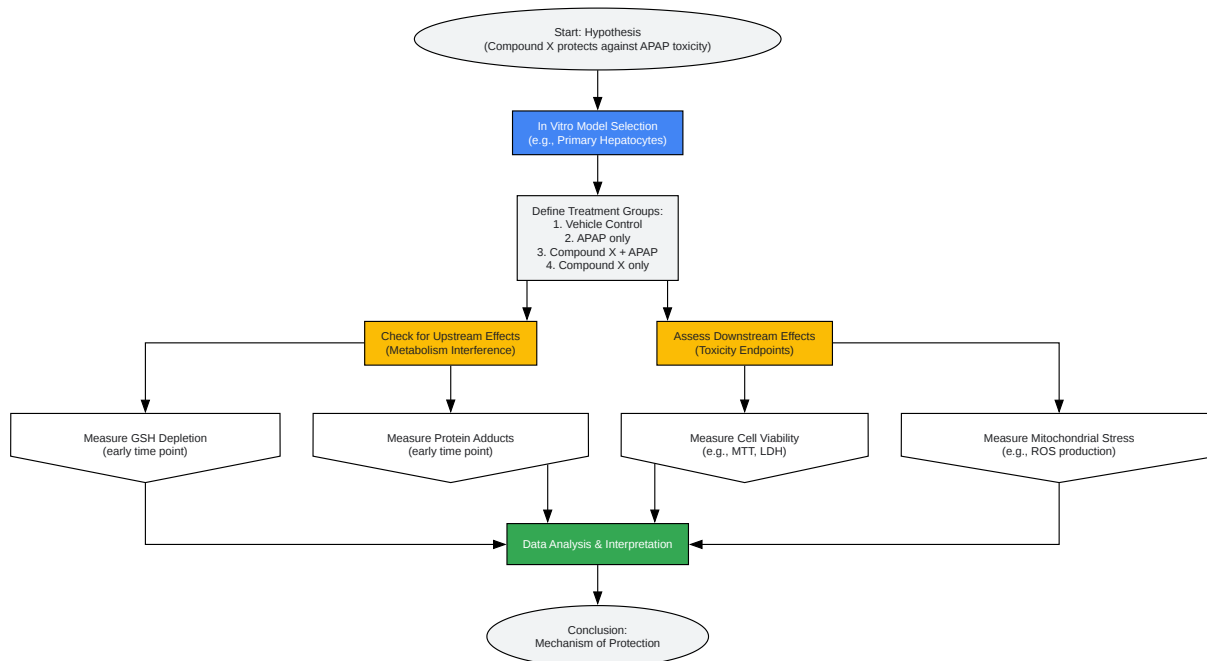 Start: Hypothesis
(Compound X protects against APAP toxicity)
In Vitro Model Selection
(e.g., Primary Hepatocytes)
Define Treatment Groups:
1. Vehicle Control
2. APAP only
3. Compound X + APAP
4. Compound X only
Check for Upstream Effects
(Metabolism Interference)
Assess Downstream Effects
(Toxicity Endpoints)
Measure GSH Depletion
(early time point)
Measure Protein Adducts
(early time point)
Measure Cell Viability
(e.g., MTT, LDH)
Measure Mitochondrial Stress
(e.g., ROS production)
Data Analysis & Interpretation
Conclusion:
Mechanism of Protection